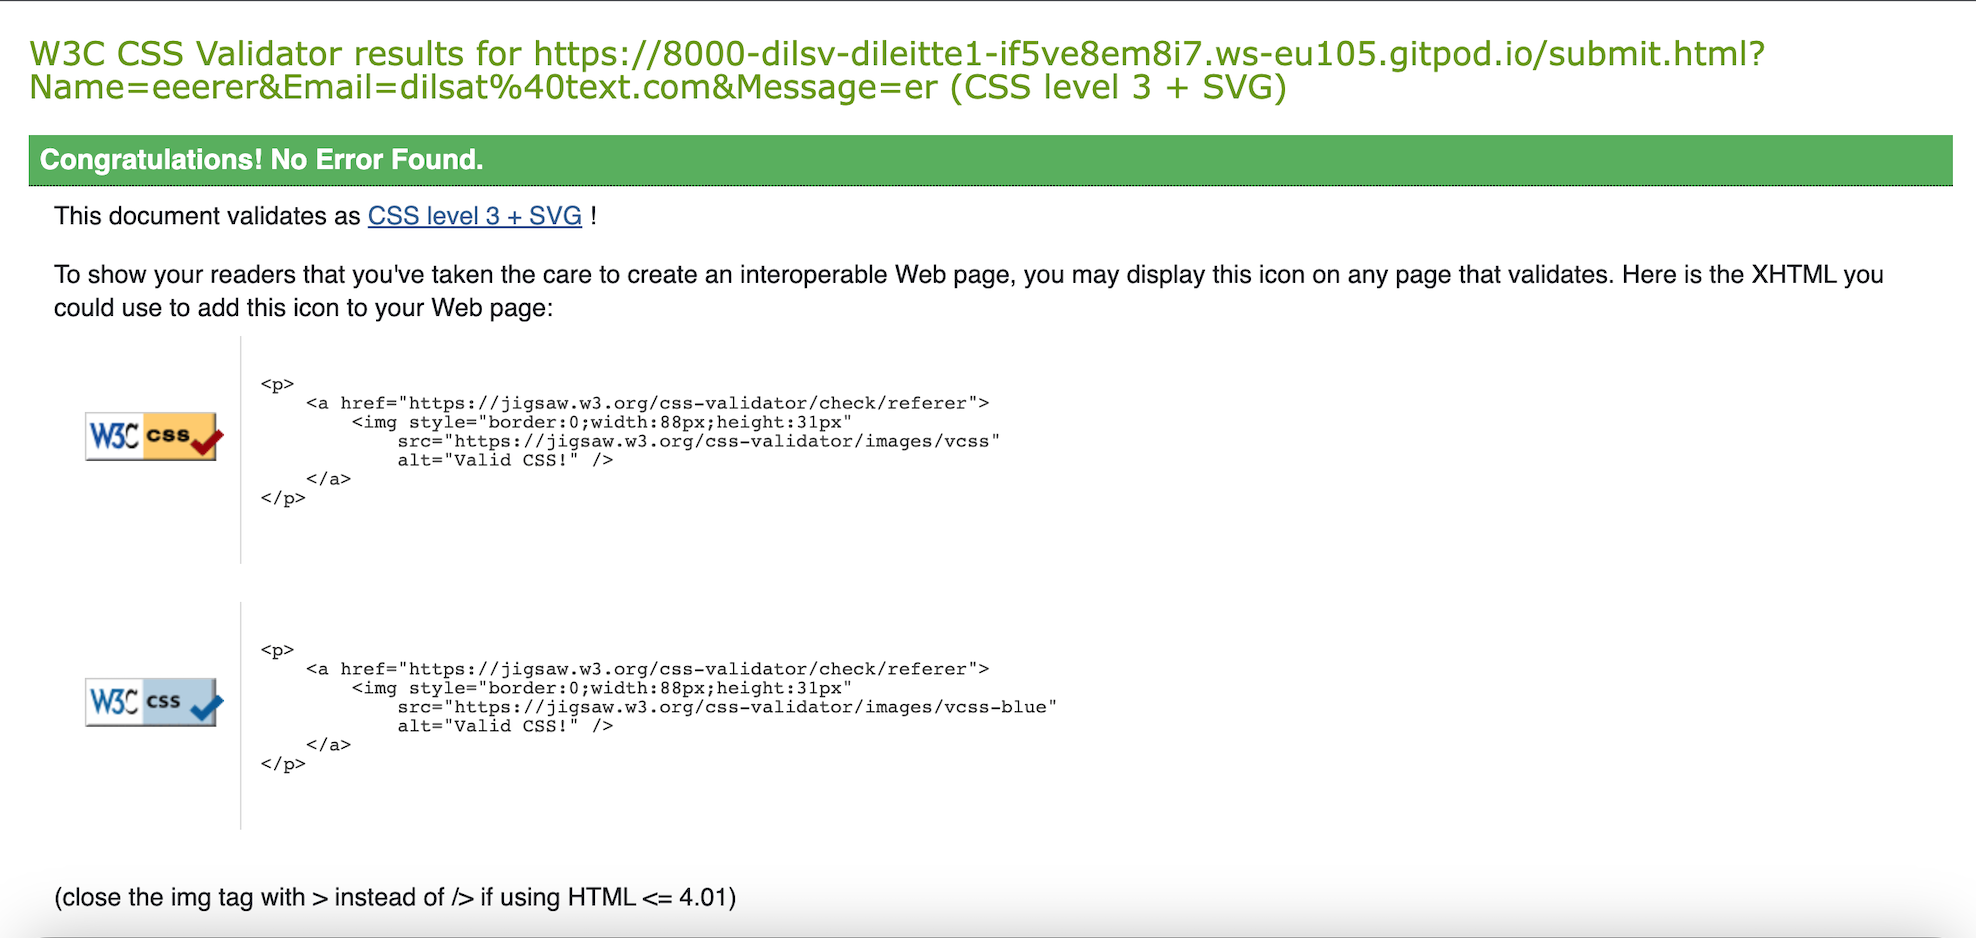 W3C CSS Validator results for https://8000-dilsv-dileitte1-if5ve8em8i7.ws-eu105.gitpod.io/submit.html?
Name=eeerer&Email=dilsat%40text.com&Message=er (CSS level 3 + SVG)
Congratulations! No Error Found.
This document validates as CSS level 3 + SVG !
To show your readers that you've taken the care to create an interoperable Web page, you may display this icon on any page that validates. Here is the XHTML you
could use to add this icon to your Web page:
<p>
    <a href="https://jigsaw.w3.org/css-validator/check/referer">
        <img style="border:0;width:88px;height:31px"
W3C css
            src="https://jigsaw.w3.org/css-validator/images/vcss"
            alt="Valid CSS!" />
    </a>
</p>
<p>
    <a href="https://jigsaw.w3.org/css-validator/check/referer">
        <img style="border:0;width:88px;height:31px"
W3C css
            src="https://jigsaw.w3.org/css-validator/images/vcss-blue"
            alt="Valid CSS!" />
    </a>
</p>
(close the img tag with > instead of /> if using HTML <= 4.01)